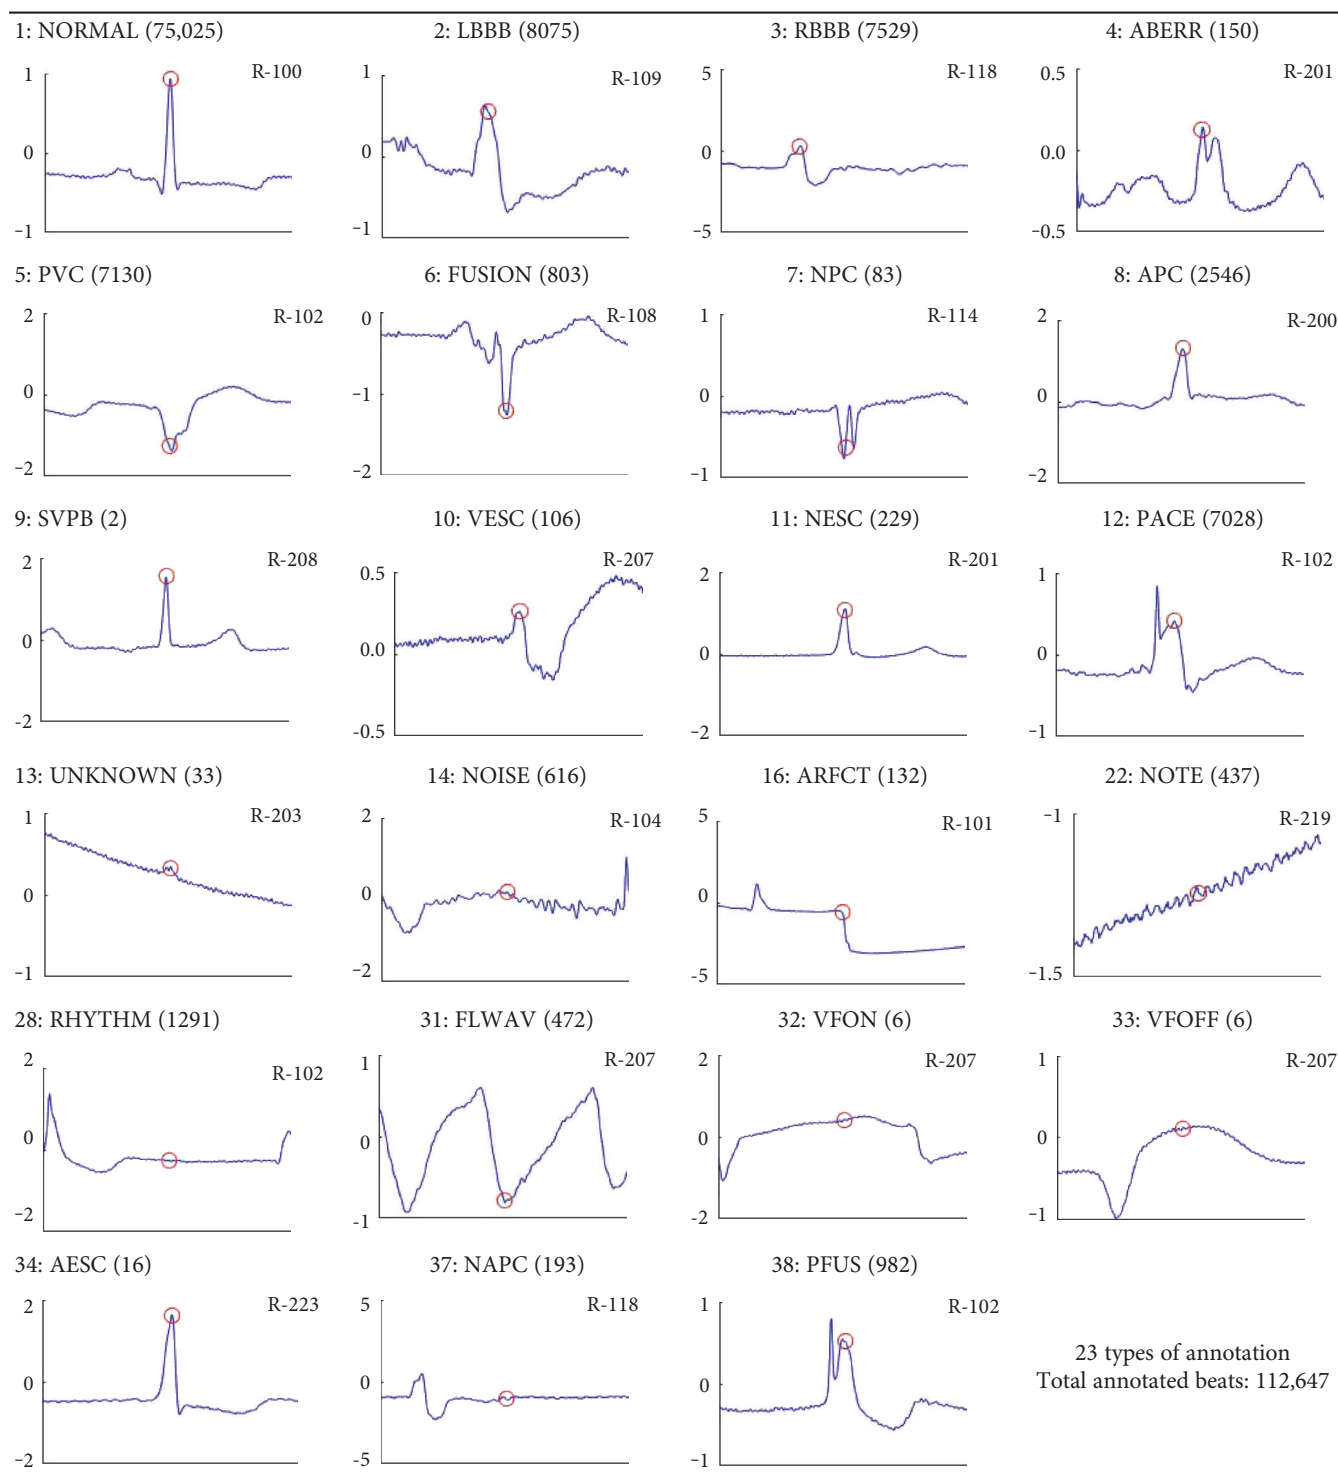 1: NORMAL (75,025)
2: LBBB (8075)
3: RBBB (7529)
4: ABERR (150)
R-100
1
0
−1
R-109
1
0
−1
R-118
5
0
−5
R-201
0.5
0.0
−0.5
5: PVC (7130)
6: FUSION (803)
7: NPC (83)
8: APC (2546)
R-102
2
0
−2
R-108
0
−1
−2
R-114
1
0
−1
R-200
2
0
−2
9: SVPB (2)
10: VESC (106)
11: NESC (229)
12: PACE (7028)
R-208
2
0
-2
R-207
0.5
0.0
-0.5
R-201
2
0
−2
R-102
1
0
−1
13: UNKNOWN (33)
14: NOISE (616)
16: ARFCT (132)
22: NOTE (437)
R-203
1
0
−1
R-104
2
0
−2
R-101
5
0
-5
R-219
−1
−1.5
28: RHYTHM (1291)
31: FLWAV (472)
32: VFON (6)
33: VFOFF (6)
R-102
2
0
−2
R-207
1
0
−1
R-207
2
0
−2
R-207
1
0
−1
34: AESC (16)
37: NAPC (193)
38: PFUS (982)
R-223
2
0
−2
R-118
5
0
−5
R-102
1
0
−1
23 types of annotation
Total annotated beats: 112,647